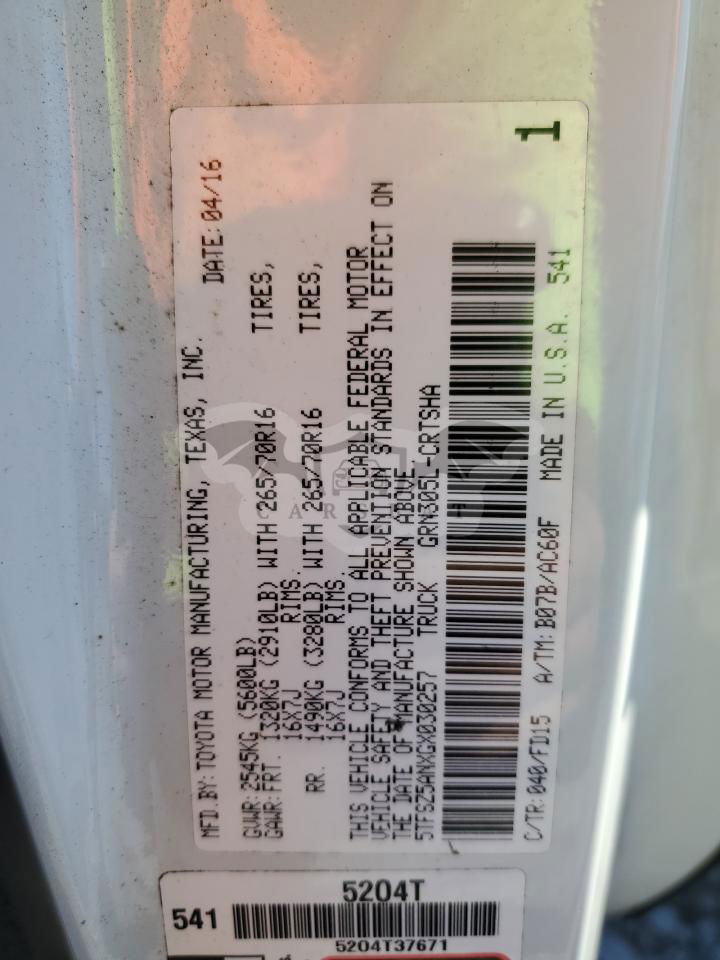 MFD.BY: TOYOTA MOTOR MANUFACTURING, TEXAS, INC. DATE: 04/16
GVWR: 2545KG (5600LB)
GAWR: FRT. 1320KG (2910LB) WITH 265/70R16 TIRES,
16X7J RIMS,
RR. 1490KG (3280LB) WITH 265/70R16 TIRES,
16X7J RIMS,
THIS VEHICLE CONFORMS TO ALL APPLICABLE FEDERAL MOTOR
VEHICLE SAFETY AND THEFT PREVENTION STANDARDS IN EFFECT ON
THE DATE OF MANUFACTURE SHOWN ABOVE.
5TFSZ5ANXGX030257 TRUCK GRN305L-CRTSHA
1
C/TR: 040/FD15 A/TM: B07B/AC60F MADE IN U.S.A. 541
5204T
541
5204T37671